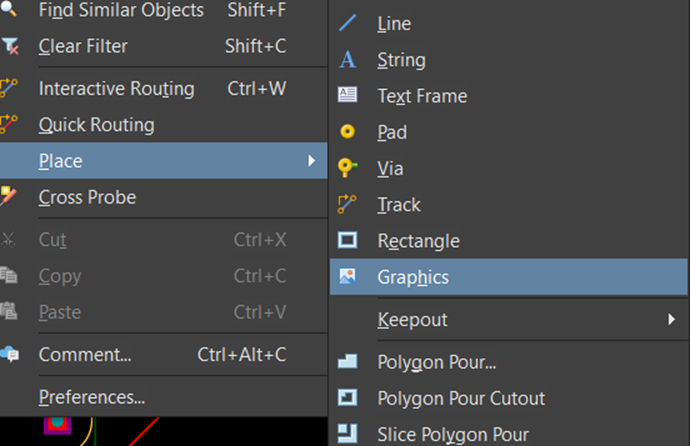 Find Similar Objects Shift+F
Clear Filter Shift+C
Interactive Routing Ctrl+W
Quick Routing
Place
Cross Probe
Cut Ctrl+X
Copy Ctrl+C
Paste Ctrl+V
Comment... Ctrl+Alt+C
Preferences...
Line
String
Text Frame
Pad
Via
Track
Rectangle
Graphics
Keepout
Polygon Pour...
Polygon Pour Cutout
Slice Polygon Pour